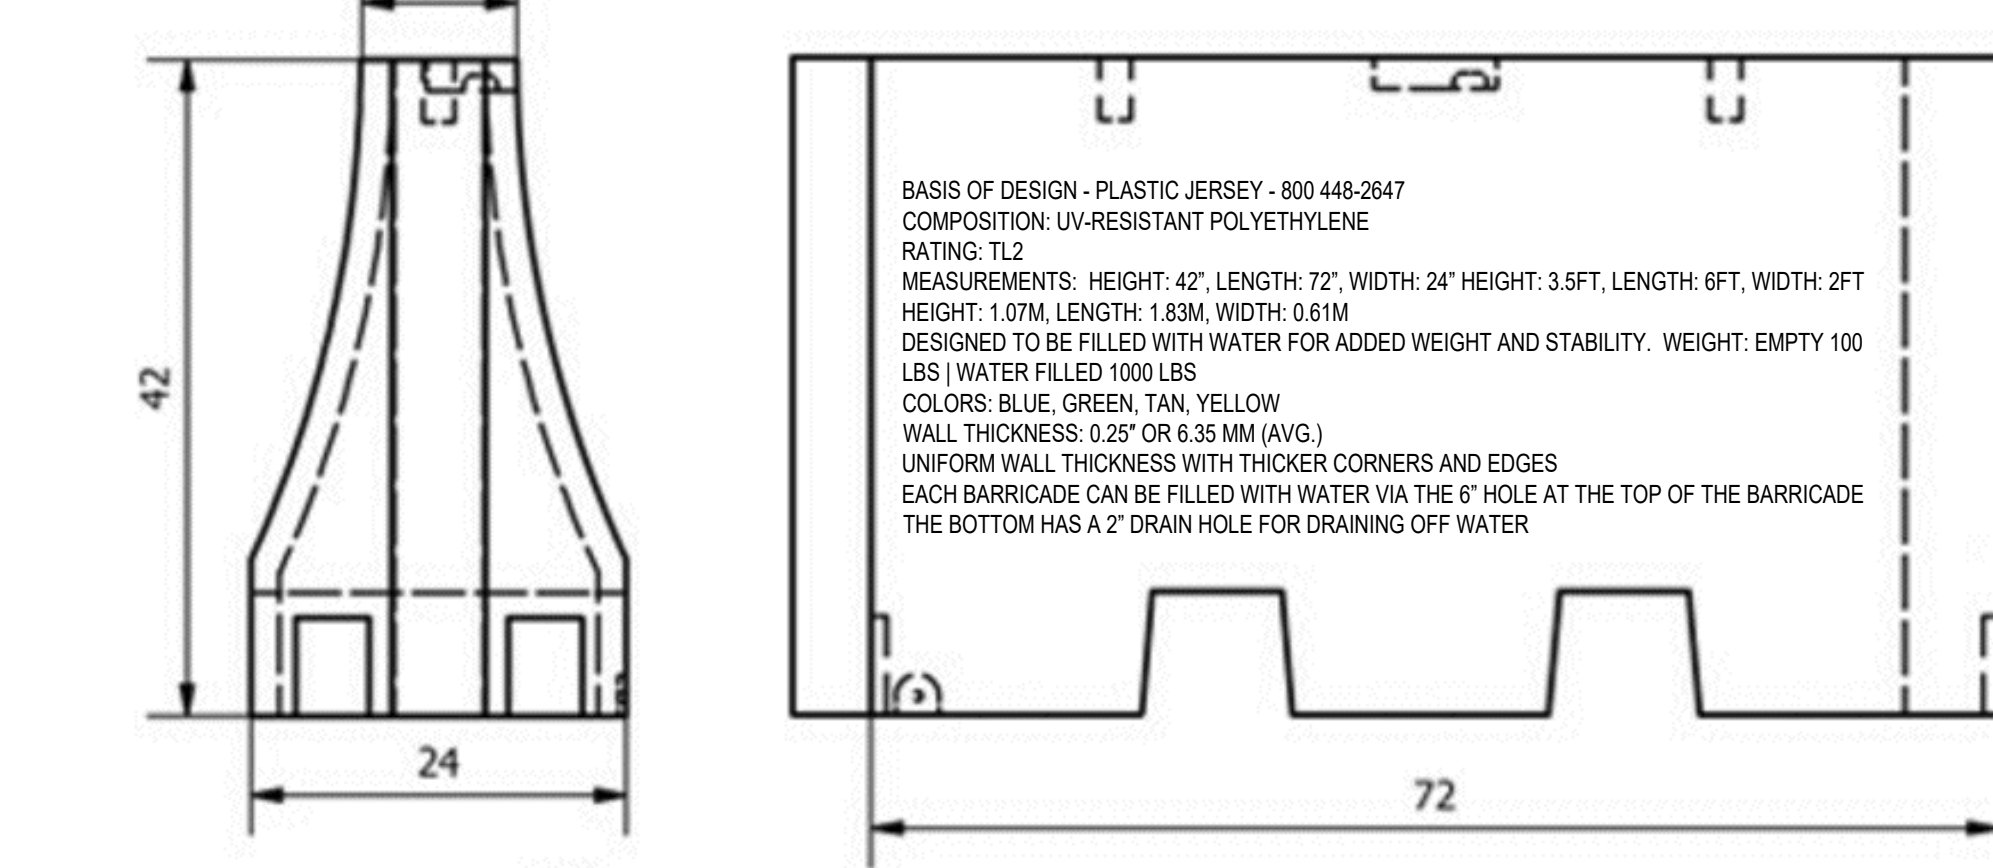 BASIS OF DESIGN - PLASTIC JERSEY - 800 448-2647
COMPOSITION: UV-RESISTANT POLYETHYLENE
RATING: TL2
MEASUREMENTS:  HEIGHT: 42”, LENGTH: 72”, WIDTH: 24” HEIGHT: 3.5FT, LENGTH: 6FT, WIDTH: 2FT
HEIGHT: 1.07M, LENGTH: 1.83M, WIDTH: 0.61M
DESIGNED TO BE FILLED WITH WATER FOR ADDED WEIGHT AND STABILITY.  WEIGHT: EMPTY 100
LBS | WATER FILLED 1000 LBS
COLORS: BLUE, GREEN, TAN, YELLOW
WALL THICKNESS: 0.25″ OR 6.35 MM (AVG.)
UNIFORM WALL THICKNESS WITH THICKER CORNERS AND EDGES
EACH BARRICADE CAN BE FILLED WITH WATER VIA THE 6” HOLE AT THE TOP OF THE BARRICADE
THE BOTTOM HAS A 2” DRAIN HOLE FOR DRAINING OFF WATER
42
24
72